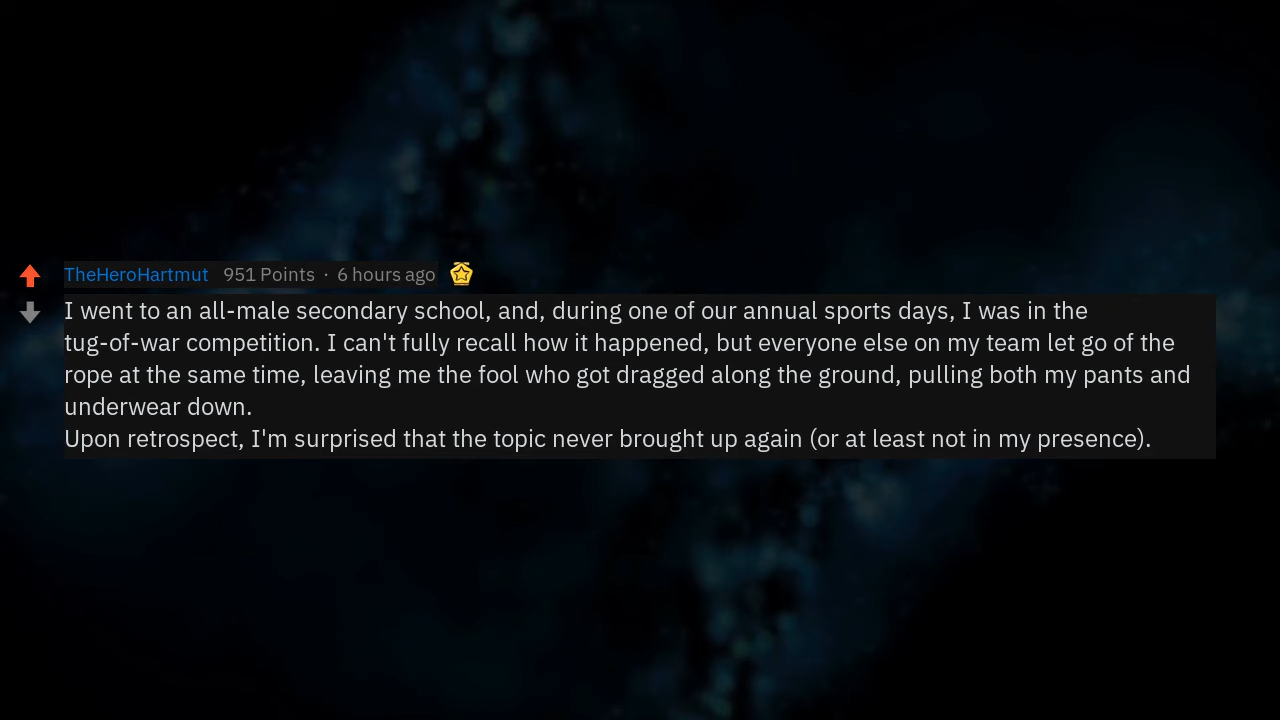 TheHeroHartmut 951 Points · 6 hours ago
I went to an all-male secondary school, and, during one of our annual sports days, I was in the
tug-of-war competition. I can't fully recall how it happened, but everyone else on my team let go of the
rope at the same time, leaving me the fool who got dragged along the ground, pulling both my pants and
underwear down.
Upon retrospect, I'm surprised that the topic never brought up again (or at least not in my presence).